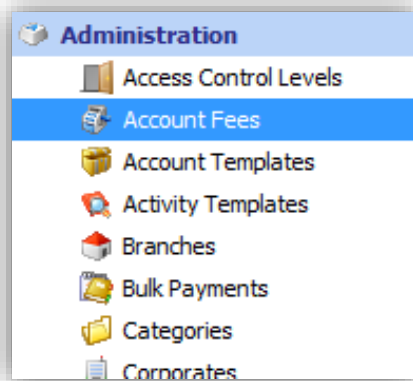 Administration
Access Control Levels
Account Fees
Account Templates
Activity Templates
Branches
Bulk Payments
Categories
Corporates